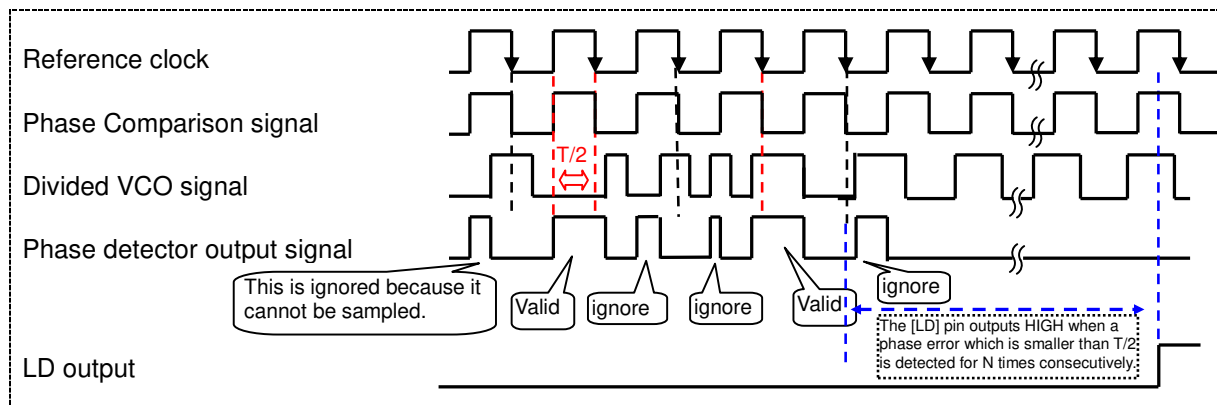 Reference clock
Phase Comparison signal
T/2
Divided VCO signal
Phase detector output signal
This is ignored because it
cannot be sampled.
Valid
ignore
ignore
Valid
ignore
The [LD] pin outputs HIGH when a
phase error which is smaller than T/2
is detected for N times consecutively.
LD output